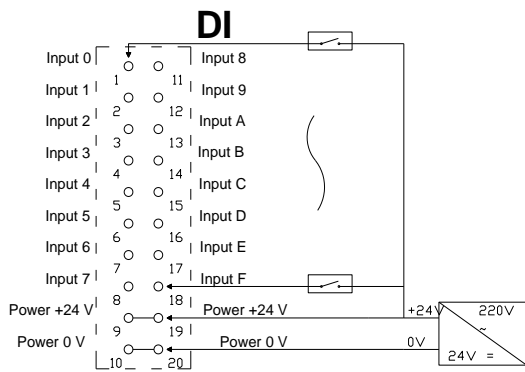 DI
Input 0 Input 8
1 11
Input 1 Input 9
2 12
Input 2 Input A
3 13
Input 3 Input B
4 14
Input 4 Input C
5 15
Input 5 Input D
6 16
Input 6 Input E
7 17
Input 7 Input F
8 18
Power +24 V Power +24 V +24V 220V
~
9 19
Power 0 V Power 0 V 0V
24V =
10 20